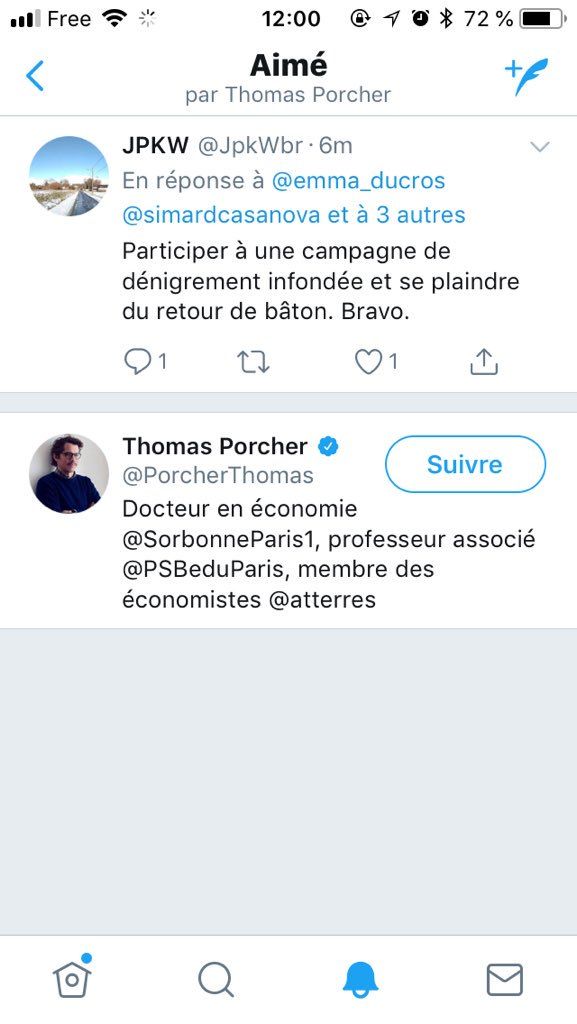 Free 12:00 72 %
Aimé
par Thomas Porcher
JPKW @JpkWbr · 6m
En réponse à @emma_ducros
@simardcasanova et à 3 autres
Participer à une campagne de
dénigrement infondée et se plaindre
du retour de bâton. Bravo.
1 1
Thomas Porcher
@PorcherThomas
Suivre
Docteur en économie
@SorbonneParis1, professeur associé
@PSBeduParis, membre des
économistes @atterres